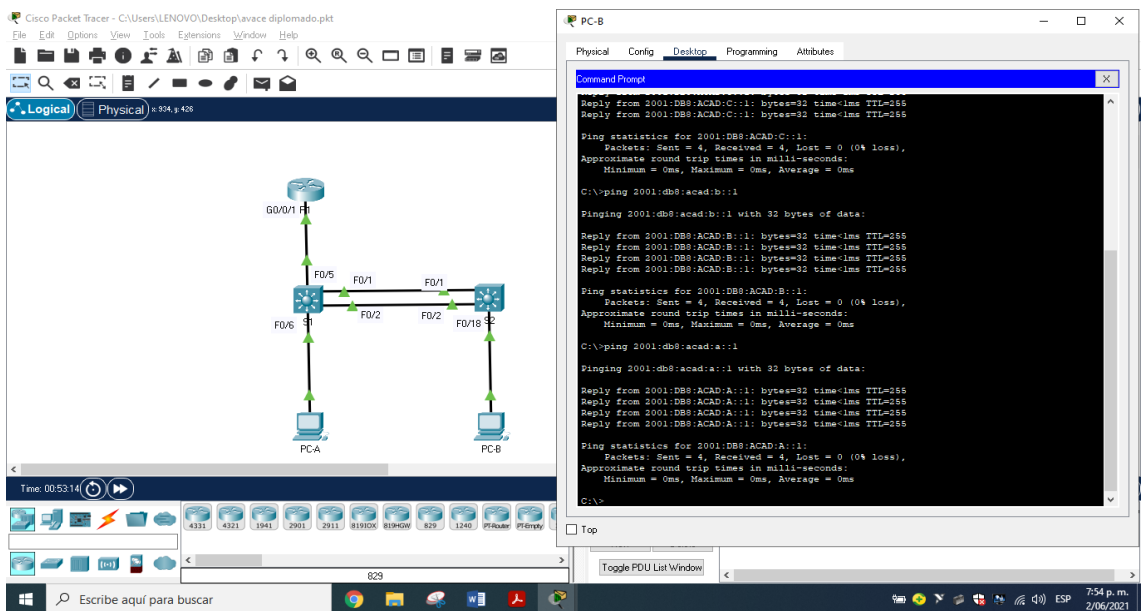 Cisco Packet Tracer - C:\Users\LENOVO\Desktop\avace diplomado.pkt
File Edit Options View Tools Extensions Window Help
Logical
Physical
x: 934, y: 426
G0/0/1 R1
F0/5
F0/1
F0/1
F0/6
S1
F0/2
F0/2
F0/18
S2
PC-A
PC-B
Time: 00:53:14
4331
4321
1941
2901
2911
819IOX
819HGW
829
1240
PT-Router
PT-Empty
829
PC-B
Physical Config Desktop Programming Attributes
Command Prompt
X
Reply from 2001:DB8:ACAD:C::1: bytes=32 time<1ms TTL=255
Reply from 2001:DB8:ACAD:C::1: bytes=32 time<1ms TTL=255
Ping statistics for 2001:DB8:ACAD:C::1:
Packets: Sent = 4, Received = 4, Lost = 0 (0% loss),
Approximate round trip times in milli-seconds:
Minimum = 0ms, Maximum = 0ms, Average = 0ms
C:\>ping 2001:db8:acad:b::1
Pinging 2001:db8:acad:b::1 with 32 bytes of data:
Reply from 2001:DB8:ACAD:B::1: bytes=32 time<1ms TTL=255
Reply from 2001:DB8:ACAD:B::1: bytes=32 time<1ms TTL=255
Reply from 2001:DB8:ACAD:B::1: bytes=32 time<1ms TTL=255
Reply from 2001:DB8:ACAD:B::1: bytes=32 time<1ms TTL=255
Ping statistics for 2001:DB8:ACAD:B::1:
Packets: Sent = 4, Received = 4, Lost = 0 (0% loss),
Approximate round trip times in milli-seconds:
Minimum = 0ms, Maximum = 0ms, Average = 0ms
C:\>ping 2001:db8:acad:a::1
Pinging 2001:db8:acad:a::1 with 32 bytes of data:
Reply from 2001:DB8:ACAD:A::1: bytes=32 time<1ms TTL=255
Reply from 2001:DB8:ACAD:A::1: bytes=32 time<1ms TTL=255
Reply from 2001:DB8:ACAD:A::1: bytes=32 time<1ms TTL=255
Reply from 2001:DB8:ACAD:A::1: bytes=32 time<1ms TTL=255
Ping statistics for 2001:DB8:ACAD:A::1:
Packets: Sent = 4, Received = 4, Lost = 0 (0% loss),
Approximate round trip times in milli-seconds:
Minimum = 0ms, Maximum = 0ms, Average = 0ms
C:\>
Top
Toggle PDU List Window
Escribe aquí para buscar
ESP
7:54 p. m.
2/06/2021